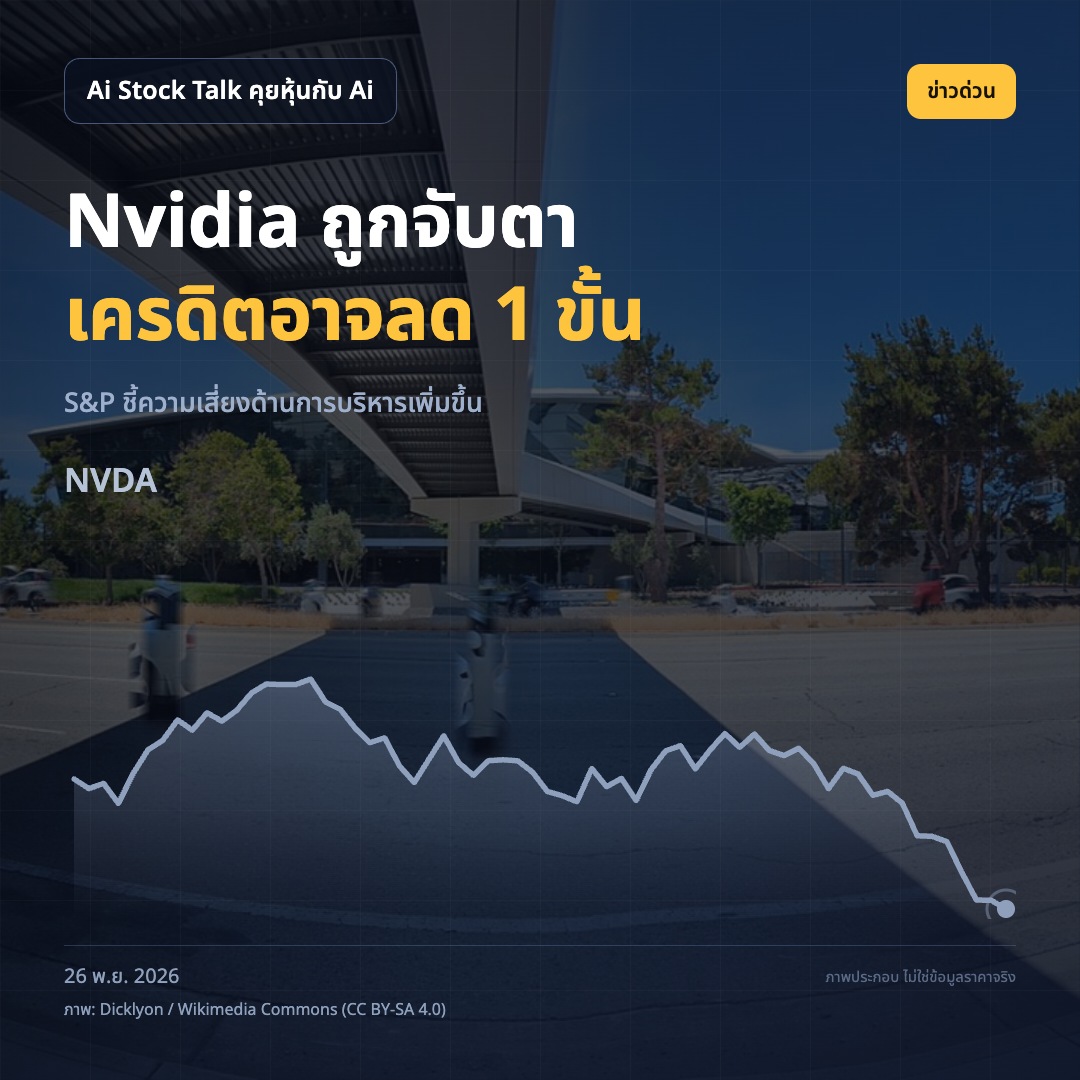 Ai Stock Talk คุยหุ้นกับ Ai
ข่าวด่วน
Nvidia ถูกจับตา
เครดิตอาจลด 1 ขั้น
S&P ชี้ความเสี่ยงด้านการบริหารเพิ่มขึ้น
NVDA
26 พ.ย. 2026
ภาพประกอบ ไม่ใช่ข้อมูลราคาจริง
ภาพ: Dicklyon / Wikimedia Commons (CC BY-SA 4.0)